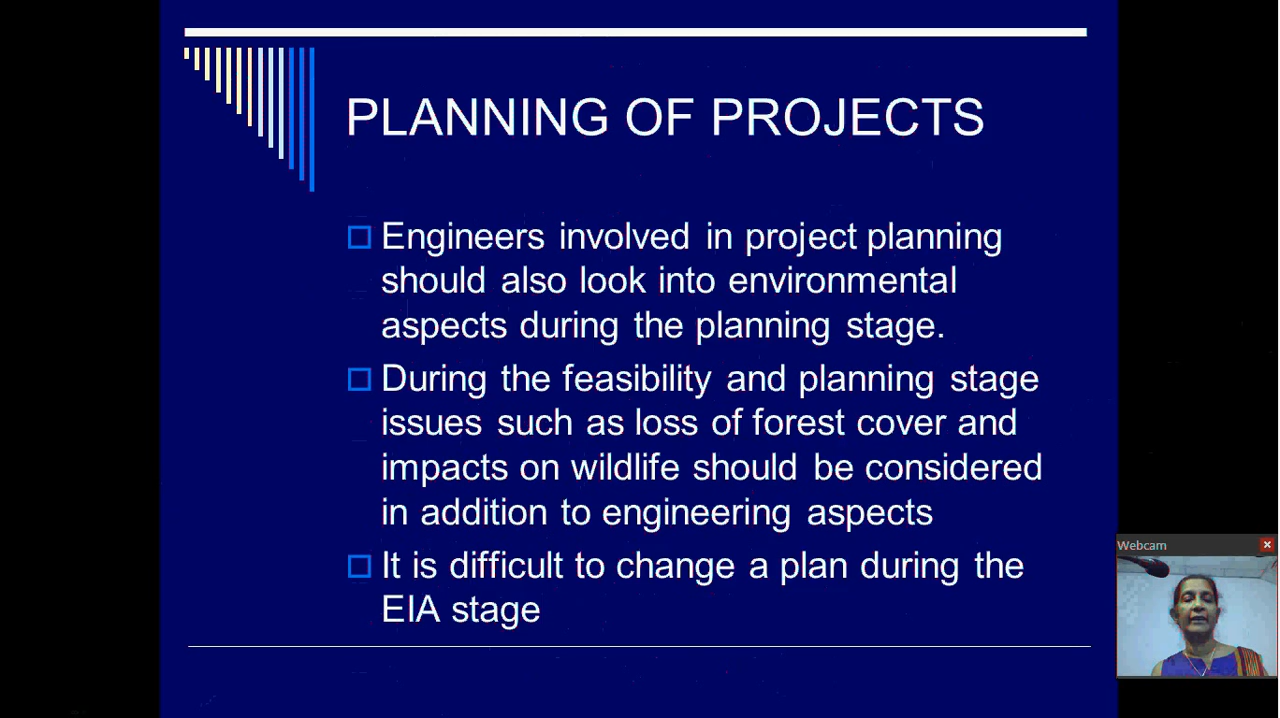 PLANNING OF PROJECTS
Engineers involved in project planning
should also look into environmental
aspects during the planning stage.
During the feasibility and planning stage
issues such as loss of forest cover and
impacts on wildlife should be considered
in addition to engineering aspects
It is difficult to change a plan during the
EIA stage
Webcam